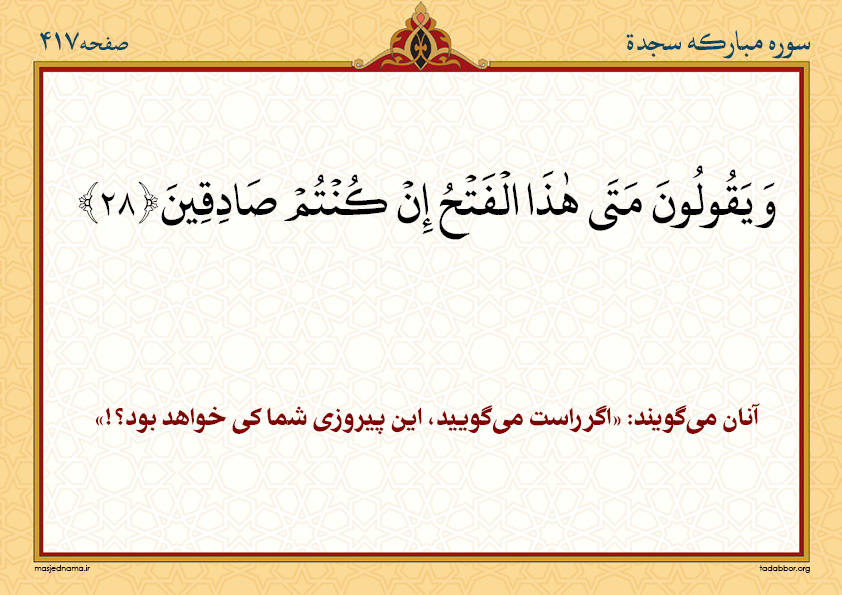 سوره مبارکه سجدة
صفحه۴۱۷
وَ يَقُولُونَ مَتَى هٰذَا الْفَتْحُ إِنْ كُنْتُمْ صَادِقِينَ ﴿۲۸﴾
آنان می‌گویند: «اگر راست می‌گویید، این پیروزی شما کی خواهد بود؟!»
masjednama.ir
tadabbor.org